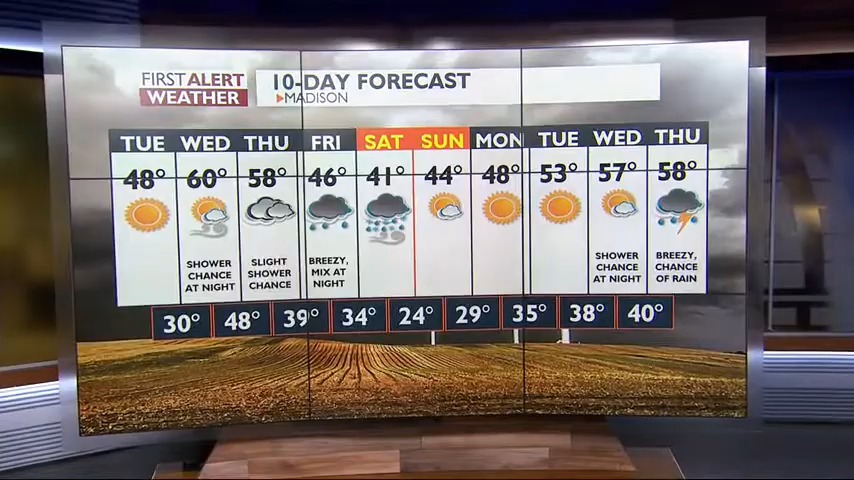 FIRST ALERT
WEATHER
10-DAY FORECAST
MADISON
TUE WED THU FRI SAT SUN MON TUE WED THU
48° 60° 58° 46° 41° 44° 48° 53° 57° 58°
SHOWER
CHANCE
AT NIGHT
SLIGHT
SHOWER
CHANCE
BREEZY,
MIX AT
NIGHT
SHOWER
CHANCE
AT NIGHT
BREEZY,
CHANCE
OF RAIN
30° 48° 39° 34° 24° 29° 35° 38° 40°